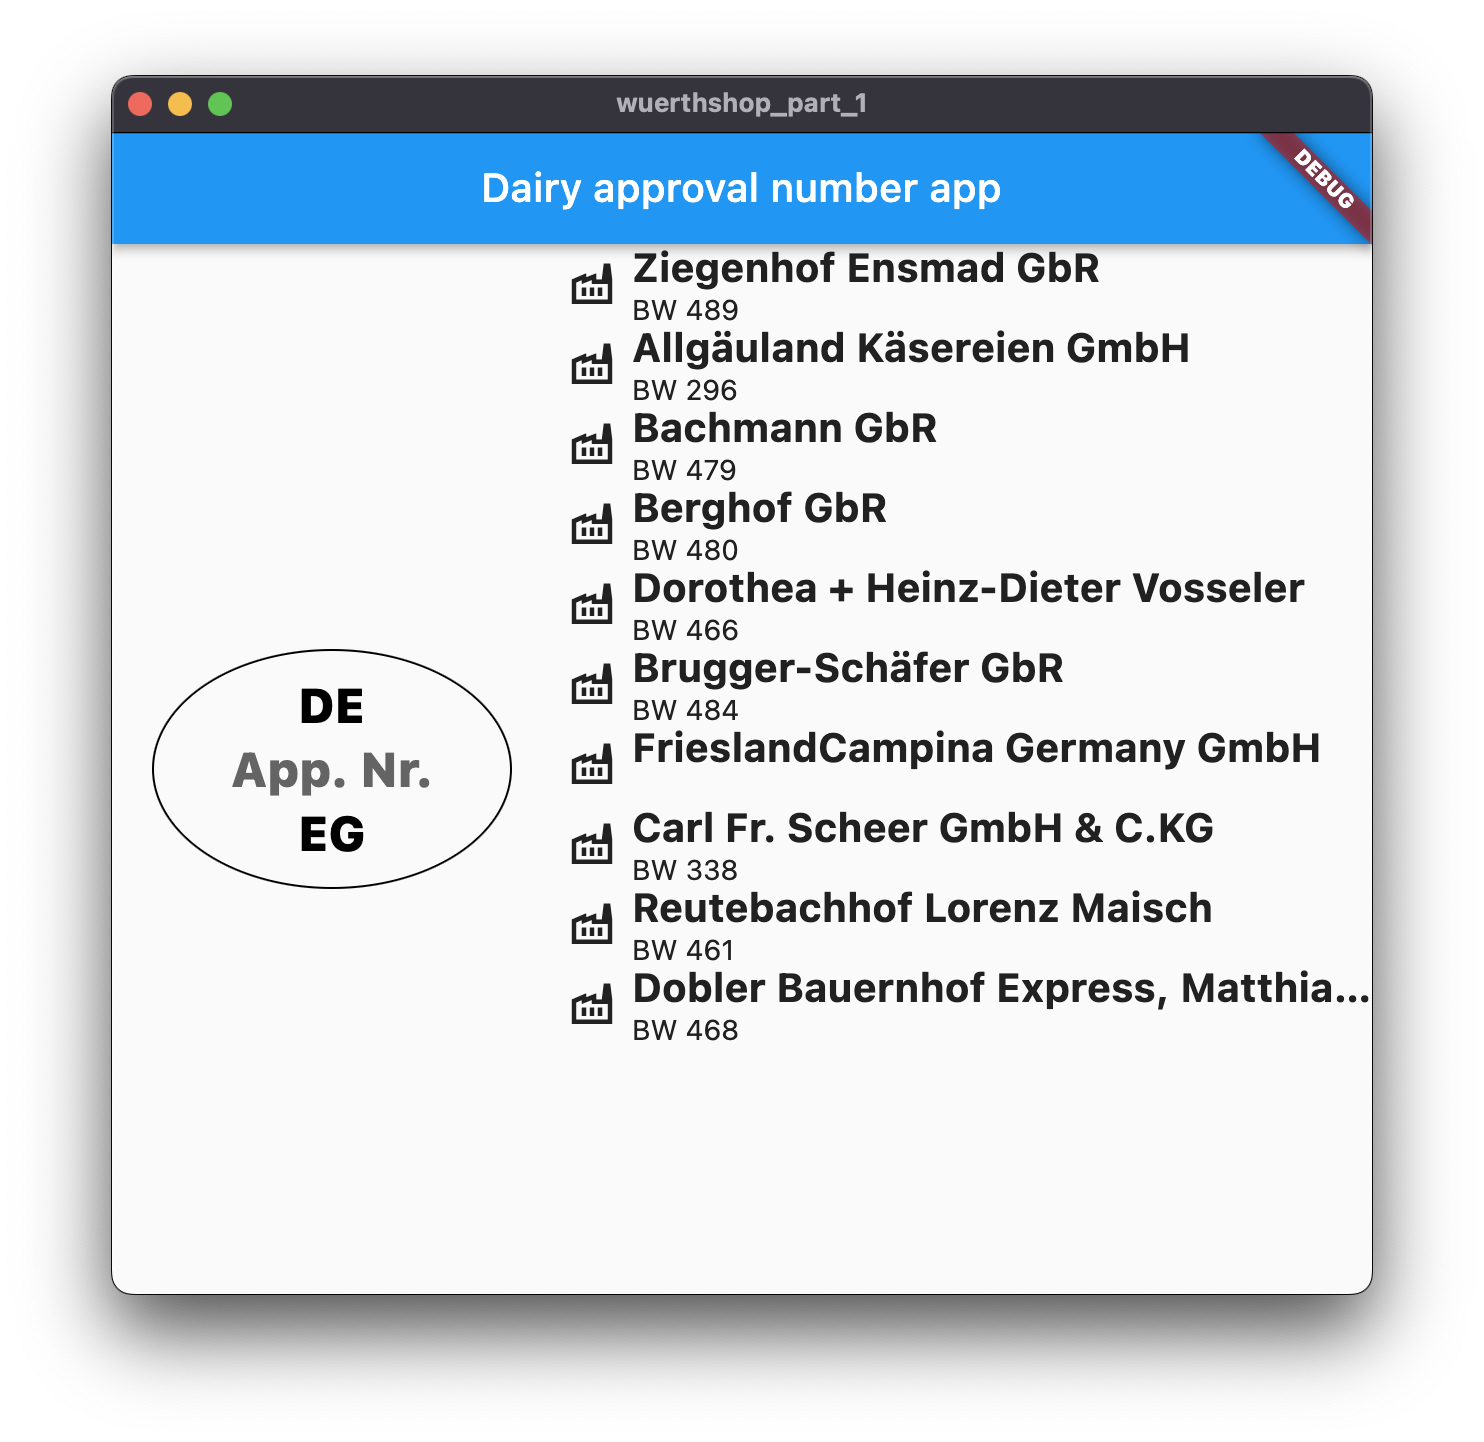 wuerthshop_part_1
Dairy approval number app
DEBUG
DE
App. Nr.
EG
Ziegenhof Ensmad GbR
BW 489
Allgäuland Käsereien GmbH
BW 296
Bachmann GbR
BW 479
Berghof GbR
BW 480
Dorothea + Heinz-Dieter Vosseler
BW 466
Brugger-Schäfer GbR
BW 484
FrieslandCampina Germany GmbH
Carl Fr. Scheer GmbH & C.KG
BW 338
Reutebachhof Lorenz Maisch
BW 461
Dobler Bauernhof Express, Matthia...
BW 468